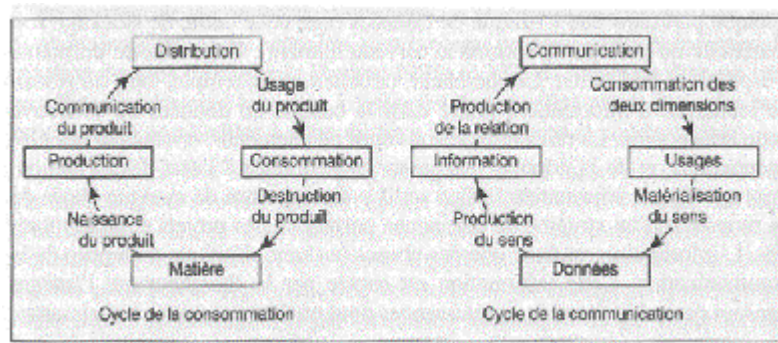 Distribution
Communication
du produit
Usage
du produit
Production
Consommation
Naissance
du produit
Destruction
du produit
Matière
Cycle de la consommation
Communication
Production
de la relation
Consommation des
deux dimensions
Information
Usages
Production
du sens
Matérialisation
du sens
Données
Cycle de la communication